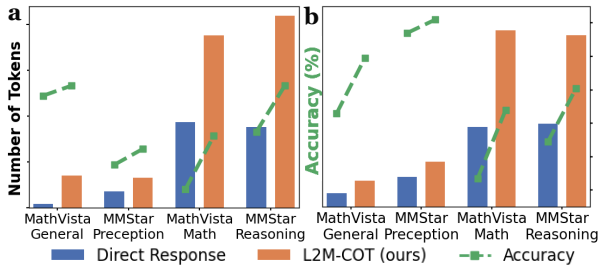 a
b
Number of Tokens
Accuracy (%)
MathVista General
MMStar Preception
MathVista Math
MMStar Reasoning
MathVista General
MMStar Preception
MathVista Math
MMStar Reasoning
Direct Response
L2M-COT (ours)
Accuracy